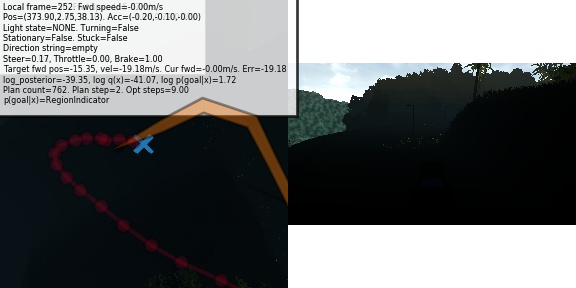 Local frame=252. Fwd speed=-0.00m/s
Pos=(373.90,2.75,38.13). Acc=(-0.20,-0.10,-0.00)
Light state=NONE. Turning=False
Stationary=False. Stuck=False
Direction string=empty
Steer=0.17, Throttle=0.00, Brake=1.00
Target fwd pos=-15.35, vel=-19.18m/s. Cur fwd=-0.00m/s. Err=-19.18
log_posterior=-39.35, log q(x)=-41.07, log p(goal|x)=1.72
Plan count=762. Plan step=2. Opt steps=9.00
p(goal|x)=RegionIndicator